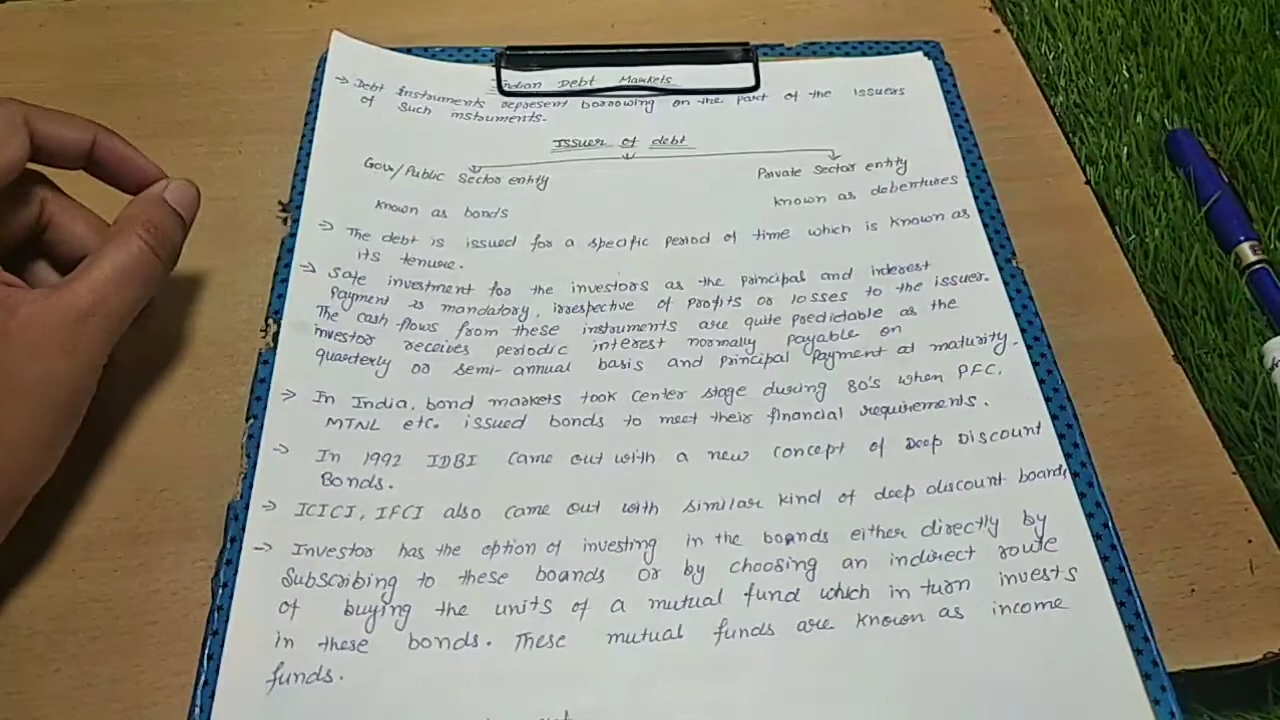 Indian Debt Markets
→ Debt Instruments represent borrowing on the part of the issuers
of such instuments.
Issuer of debt
Gov/Public Sector entity
Private Sector entity
Known as bonds
known as debentures
→ The debt is issued for a specific period of time which is known as
its tenure.
→ Safe investment for the investors as the principal and interest
payment is mandatory, irrespective of profits or losses to the issuer.
The cash flows from these instruments are quite predictable as the
investor receives periodic interest normally payable on
quarterly or semi-annual basis and principal payment at maturity.
→ In India, bond markets took center stage during 80's when PFC,
MTNL etc. issued bonds to meet their financial requirements.
→ In 1992 IDBI came out with a new concept of Deep Discount
Bonds.
→ ICICI, IFCI also came out with similar kind of deep discount boands
→ Investor has the option of investing in the bonds either directly by
Subscribing to these boands or by choosing an indirect route
of buying the units of a mutual fund which in turn invests
in these bonds. These mutual funds are known as income
funds.